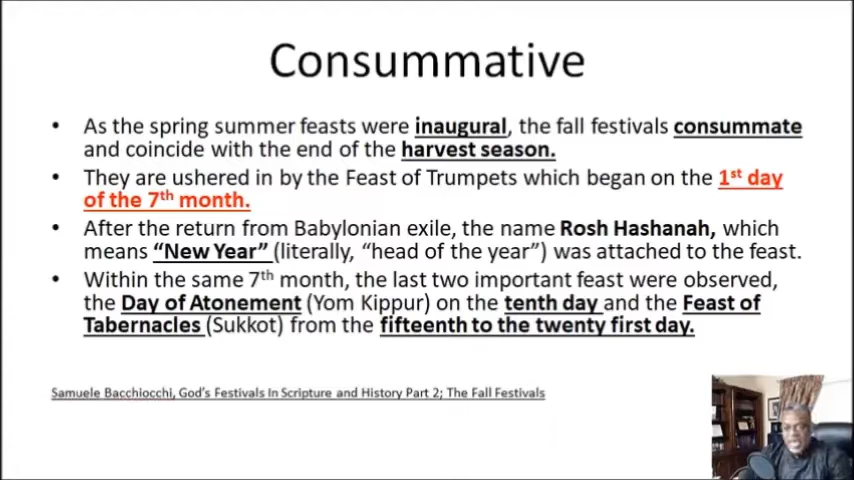 Consummative
• As the spring summer feasts were inaugural, the fall festivals consummate
and coincide with the end of the harvest season.
• They are ushered in by the Feast of Trumpets which began on the 1st day
of the 7th month.
• After the return from Babylonian exile, the name Rosh Hashanah, which
means “New Year” (literally, “head of the year”) was attached to the feast.
• Within the same 7th month, the last two important feast were observed,
the Day of Atonement (Yom Kippur) on the tenth day and the Feast of
Tabernacles (Sukkot) from the fifteenth to the twenty first day.
Samuele Bacchiocchi, God’s Festivals In Scripture and History Part 2; The Fall Festivals